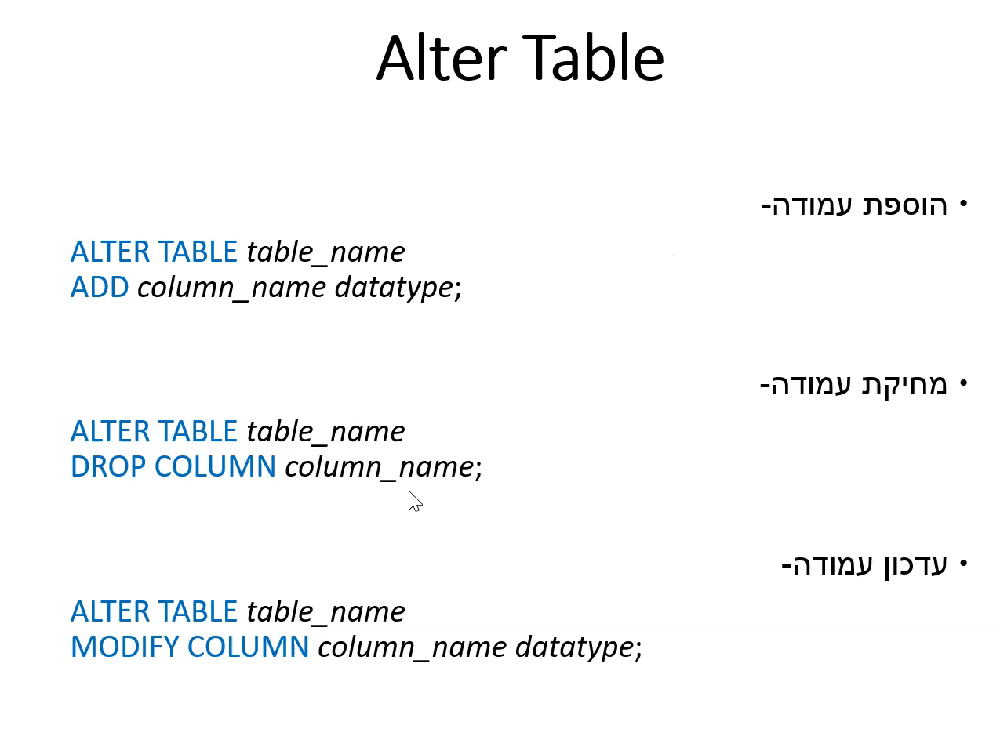 Alter Table
• הוספת עמודה-
ALTER TABLE table_name
ADD column_name datatype;
• מחיקת עמודה-
ALTER TABLE table_name
DROP COLUMN column_name;
• עדכון עמודה-
ALTER TABLE table_name
MODIFY COLUMN column_name datatype;